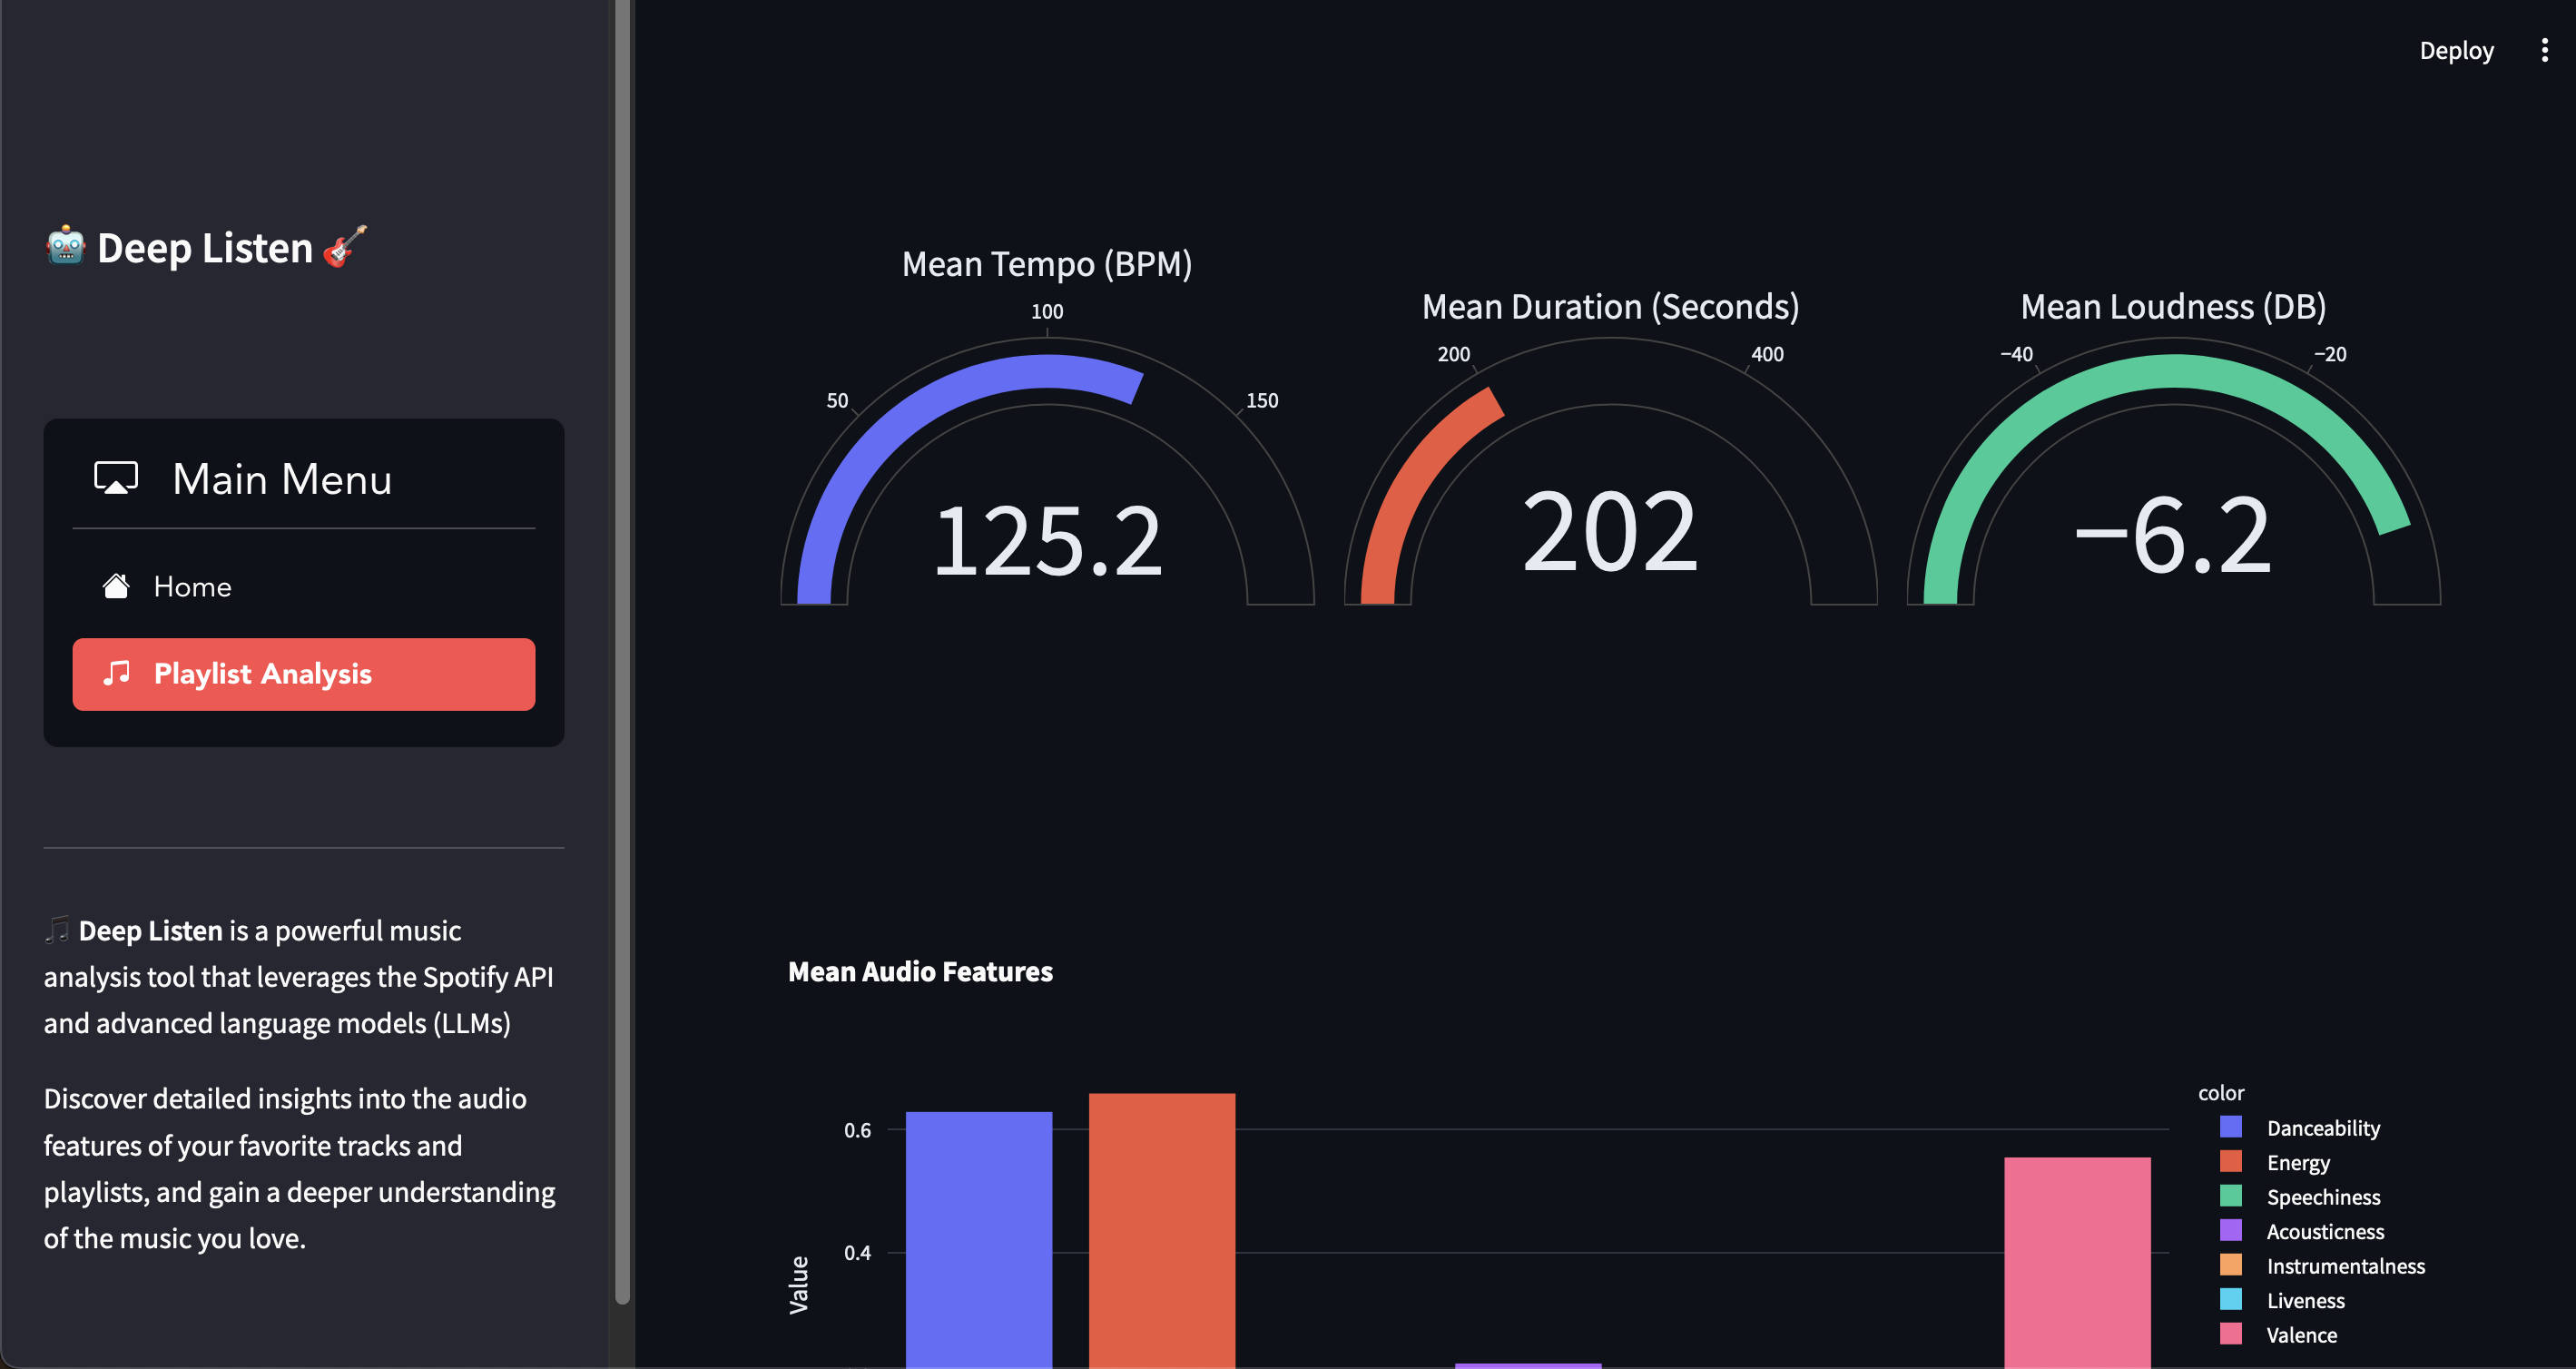 Deploy
🤖 Deep Listen 🎸
Main Menu
Home
Playlist Analysis
🎵 Deep Listen is a powerful music
analysis tool that leverages the Spotify API
and advanced language models (LLMs)
Discover detailed insights into the audio
features of your favorite tracks and
playlists, and gain a deeper understanding
of the music you love.
Mean Tempo (BPM)
50
100
150
125.2
Mean Duration (Seconds)
200
400
202
Mean Loudness (DB)
−40
−20
−6.2
Mean Audio Features
0.6
0.4
Value
color
Danceability
Energy
Speechiness
Acousticness
Instrumentalness
Liveness
Valence